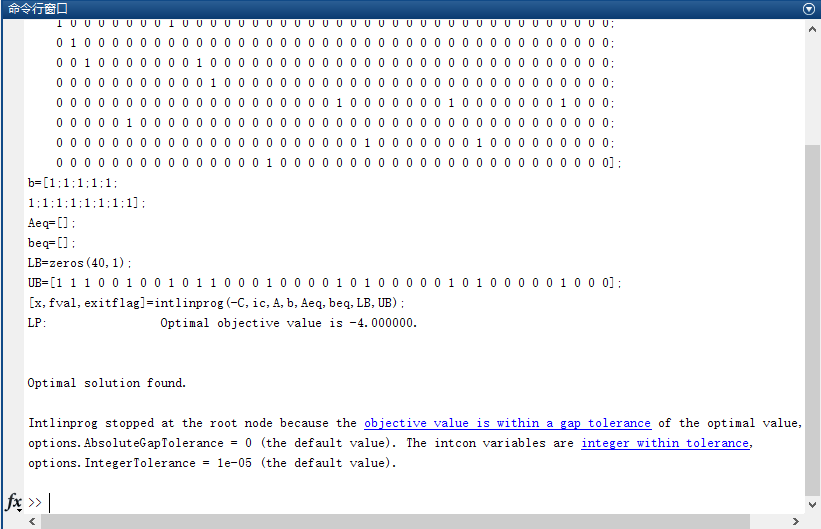 命令行窗口
1 0 0 0 0 0 0 0 1 0 0 0 0 0 0 0 0 0 0 0 0 0 0 0 0 0 0 0 0 0 0 0 0 0 0 0 0 0 0 0;
0 1 0 0 0 0 0 0 0 0 0 0 0 0 0 0 0 0 0 0 0 0 0 0 0 0 0 0 0 0 0 0 0 0 0 0 0 0 0 0;
0 0 1 0 0 0 0 0 0 0 1 0 0 0 0 0 0 0 0 0 0 0 0 0 0 0 0 0 0 0 0 0 0 0 0 0 0 0 0 0;
0 0 0 0 0 0 0 0 0 0 0 1 0 0 0 0 0 0 0 0 0 0 0 0 0 0 0 0 0 0 0 0 0 0 0 0 0 0 0 0;
0 0 0 0 0 0 0 0 0 0 0 0 0 0 0 0 0 0 0 0 1 0 0 0 0 0 0 0 1 0 0 0 0 0 0 0 1 0 0 0;
0 0 0 0 0 1 0 0 0 0 0 0 0 0 0 0 0 0 0 0 0 0 0 0 0 0 0 0 0 0 0 0 0 0 0 0 0 0 0 0;
0 0 0 0 0 0 0 0 0 0 0 0 0 0 0 0 0 0 0 0 0 0 1 0 0 0 0 0 0 0 1 0 0 0 0 0 0 0 0 0;
0 0 0 0 0 0 0 0 0 0 0 0 0 0 0 1 0 0 0 0 0 0 0 0 0 0 0 0 0 0 0 0 0 0 0 0 0 0 0 0];
b=[1;1;1;1;1;
1;1;1;1;1;1;1;1];
Aeq=[];
beq=[];
LB=zeros(40,1);
UB=[1 1 1 0 0 1 0 0 1 0 1 1 0 0 0 1 0 0 0 0 1 0 1 0 0 0 0 0 1 0 1 0 0 0 0 0 1 0 0 0];
[x,fval,exitflag]=intlinprog(-C,ic,A,b,Aeq,beq,LB,UB);
LP: Optimal objective value is -4.000000.
Optimal solution found.
Intlinprog stopped at the root node because the objective value is within a gap tolerance of the optimal value,
options.AbsoluteGapTolerance = 0 (the default value). The intcon variables are integer within tolerance,
options.IntegerTolerance = 1e-05 (the default value).
fx >>